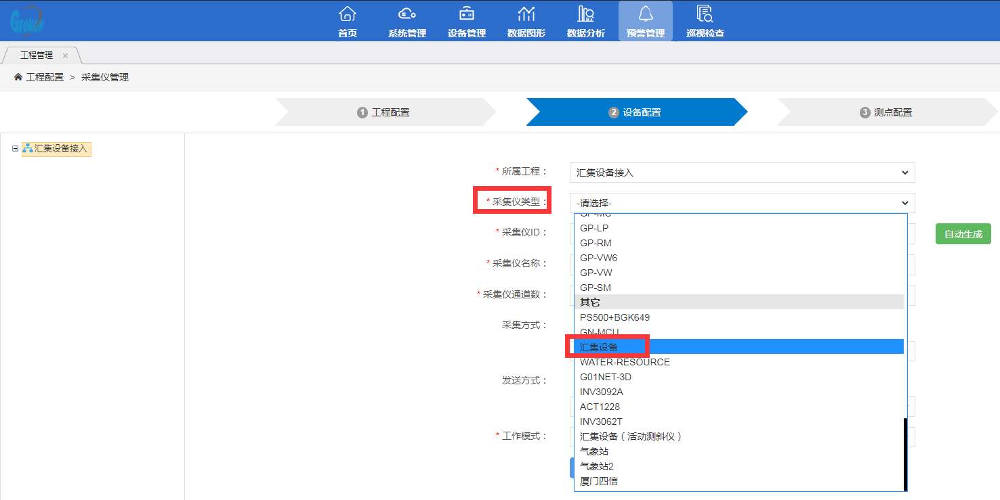 GEOKON
首页
系统管理
设备管理
数据图形
数据分析
预警管理
巡视检查
工程管理 ×
工程配置 > 采集仪管理
1 工程配置
2 设备配置
3 测点配置
汇集设备接入
* 所属工程：
汇集设备接入
* 采集仪类型：
-请选择-
* 采集仪ID：
自动生成
* 采集仪名称：
* 采集仪通道数：
采集方式：
发送方式：
* 工作模式：
GP-MC
GP-LP
GP-RM
GP-VW6
GP-VW
GP-SM
其它
PS500+BGK649
GN-MCU
汇集设备
WATER-RESOURCE
G01NET-3D
INV3092A
ACT1228
INV3062T
汇集设备（活动测斜仪）
气象站
气象站2
厦门四信